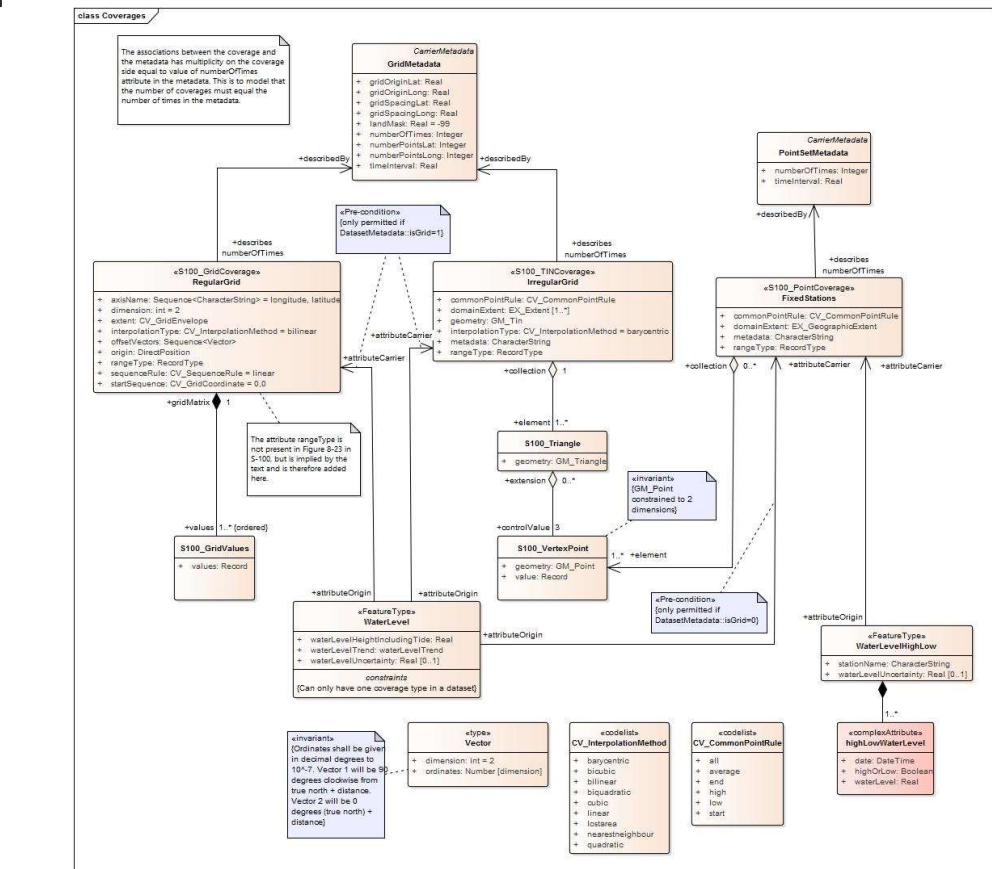 class Coverages
The associations between the coverage and
the metadata has multiplicity on the coverage
side equal to value of numberOfTimes
attribute in the metadata. This is to model that
the number of coverages must equal the
number of times in the metadata.
CarrierMetadata
GridMetadata
+ gridOriginLat: Real
+ gridOriginLong: Real
+ gridSpacingLat: Real
+ gridSpacingLong: Real
+ landMask: Real = -99
+ numberOfTimes: Integer
+ numberPointsLat: Integer
+ numberPointsLong: Integer
+ timeInterval: Real
CarrierMetadata
PointSetMetadata
+ numberOfTimes: Integer
+ timeInterval: Real
+describedBy
+describedBy
+describedBy
«Pre-condition»
{only permitted if
DatasetMetadata::isGrid=1}
+describes
numberOfTimes
+describes
numberOfTimes
+describes
numberOfTimes
«S100_GridCoverage»
RegularGrid
+ axisName: Sequence<CharacterString> = longitude, latitude
+ dimension: int = 2
+ extent: CV_GridEnvelope
+ interpolationType: CV_InterpolationMethod = bilinear
+ offsetVectors: Sequence<Vector>
+ origin: DirectPosition
+ rangeType: RecordType
+ sequenceRule: CV_SequenceRule = linear
+ startSequence: CV_GridCoordinate = 0,0
«S100_TINCoverage»
IrregularGrid
+ commonPointRule: CV_CommonPointRule
+ domainExtent: EX_Extent [1..*]
+ geometry: GM_Tin
+ interpolationType: CV_InterpolationMethod = barycentric
+ metadata: CharacterString
+ rangeType: RecordType
«S100_PointCoverage»
FixedStations
+ commonPointRule: CV_CommonPointRule
+ domainExtent: EX_GeographicExtent
+ metadata: CharacterString
+ rangeType: RecordType
+attributeCarrier
+attributeCarrier
+collection 1
+collection 0..*
+attributeCarrier
+attributeCarrier
+gridMatrix 1
The attribute rangeType is
not present in Figure 8-23 in
S-100, but is implied by the
text and is therefore added
here.
+element 1..*
S100_Triangle
+ geometry: GM_Triangle
+extension 0..*
«invariant»
{GM_Point
constrained to 2
dimensions}
+values 1..* {ordered}
+controlValue 3
S100_GridValues
+ values: Record
S100_VertexPoint
+ geometry: GM_Point
+ value: Record
1..* +element
+attributeOrigin
+attributeOrigin
«Pre-condition»
{only permitted if
DatasetMetadata::isGrid=0}
«FeatureType»
WaterLevel
+ waterLevelHeightIncludingTide: Real
+ waterLevelTrend: waterLevelTrend
+ waterLevelUncertainty: Real [0..1]
constraints
{Can only have one coverage type in a dataset}
+attributeOrigin
+attributeOrigin
«FeatureType»
WaterLevelHighLow
+ stationName: CharacterString
+ waterLevelUncertainty: Real [0..1]
1..*
«invariant»
{Ordinates shall be given
in decimal degrees to
10^-7. Vector 1 will be 90
degrees clockwise from
true north + distance.
Vector 2 will be 0
degrees (true north) +
distance}
«type»
Vector
+ dimension: int = 2
+ ordinates: Number [dimension]
«codelist»
CV_InterpolationMethod
+ barycentric
+ bicubic
+ bilinear
+ biquadratic
+ cubic
+ linear
+ lostarea
+ nearestneighbour
+ quadratic
«codelist»
CV_CommonPointRule
+ all
+ average
+ end
+ high
+ low
+ start
«complexAttribute»
highLowWaterLevel
+ date: DateTime
+ highOrLow: Boolean
+ waterLevel: Real